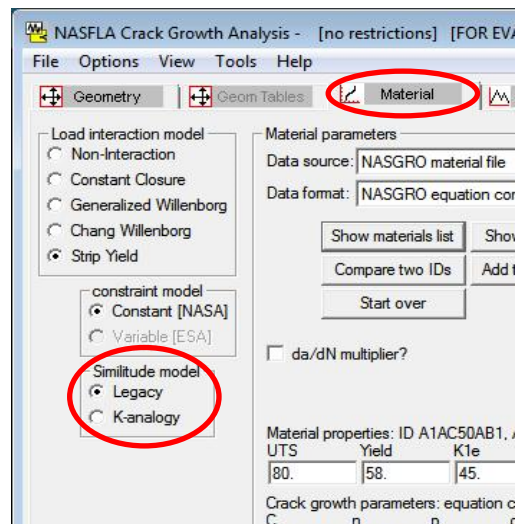 NASFLA Crack Growth Analysis - [no restrictions] [FOR
File Options View Tools Help
Geometry Geom Tables Material
Load interaction model
Non-Interaction
Constant Closure
Generalized Willenborg
Chang Willenborg
Strip Yield
constraint model
Constant [NASA]
Variable [ESA]
Similitude model
Legacy
K-analogy
Material parameters
Data source: NASGRO material file
Data format: NASGRO equation
Show materials list
Compare two IDs Add
Start over
da/dN multiplier?
Material properties: ID A1AC50AB1,
UTS Yield K1e
80. 58. 45.
Crack growth parameters: equation